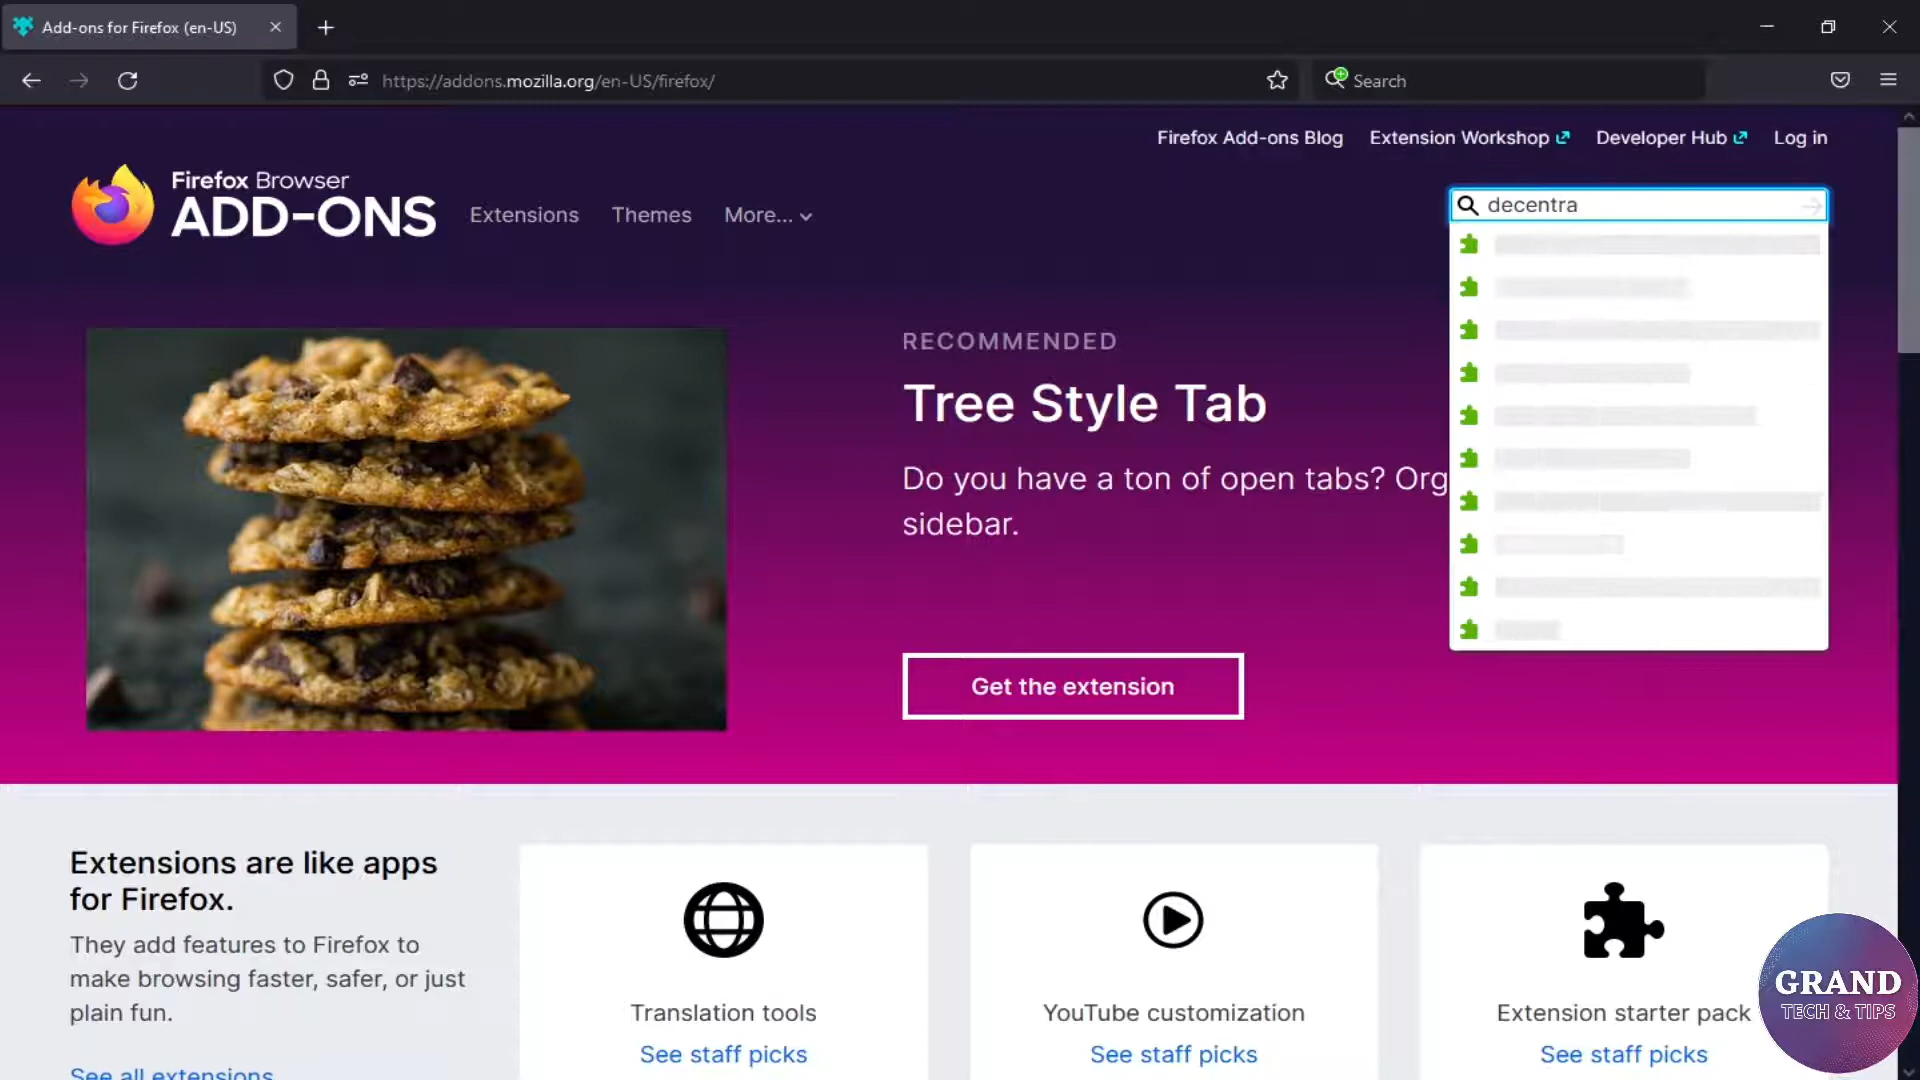 Add-ons for Firefox (en-US)
https://addons.mozilla.org/en-US/firefox/
Search
Firefox Add-ons Blog
Extension Workshop
Developer Hub
Log in
Firefox Browser
ADD-ONS
Extensions
Themes
More...
decentra
RECOMMENDED
Tree Style Tab
Do you have a ton of open tabs? Org
sidebar.
Get the extension
Extensions are like apps
for Firefox.
They add features to Firefox to
make browsing faster, safer, or just
plain fun.
See all extensions
Translation tools
See staff picks
YouTube customization
See staff picks
Extension starter pack
See staff picks
GRAND
TECH & TIPS